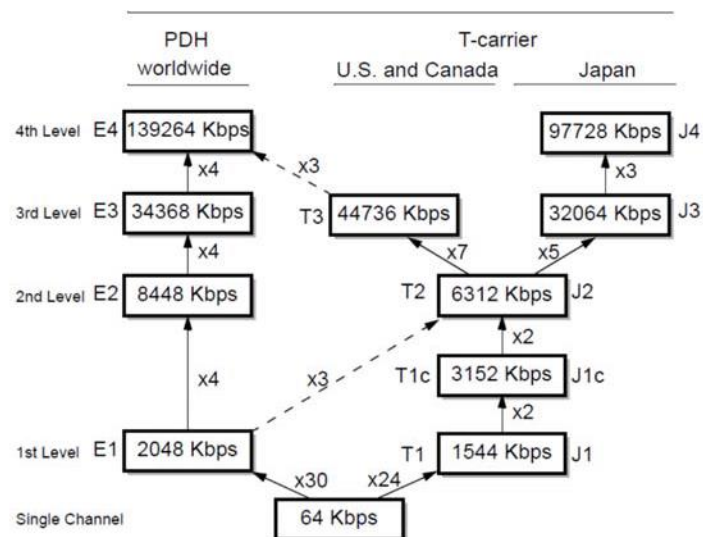 PDH T-carrier
worldwide U.S. and Canada Japan
4th Level E4 139264 Kbps 97728 Kbps J4
x4 x3 x3
3rd Level E3 34368 Kbps T3 44736 Kbps 32064 Kbps J3
x4 x7 x5
2nd Level E2 8448 Kbps T2 6312 Kbps J2
x2
x4 x3 T1c 3152 Kbps J1c
x2
1st Level E1 2048 Kbps T1 1544 Kbps J1
x30 x24
Single Channel 64 Kbps